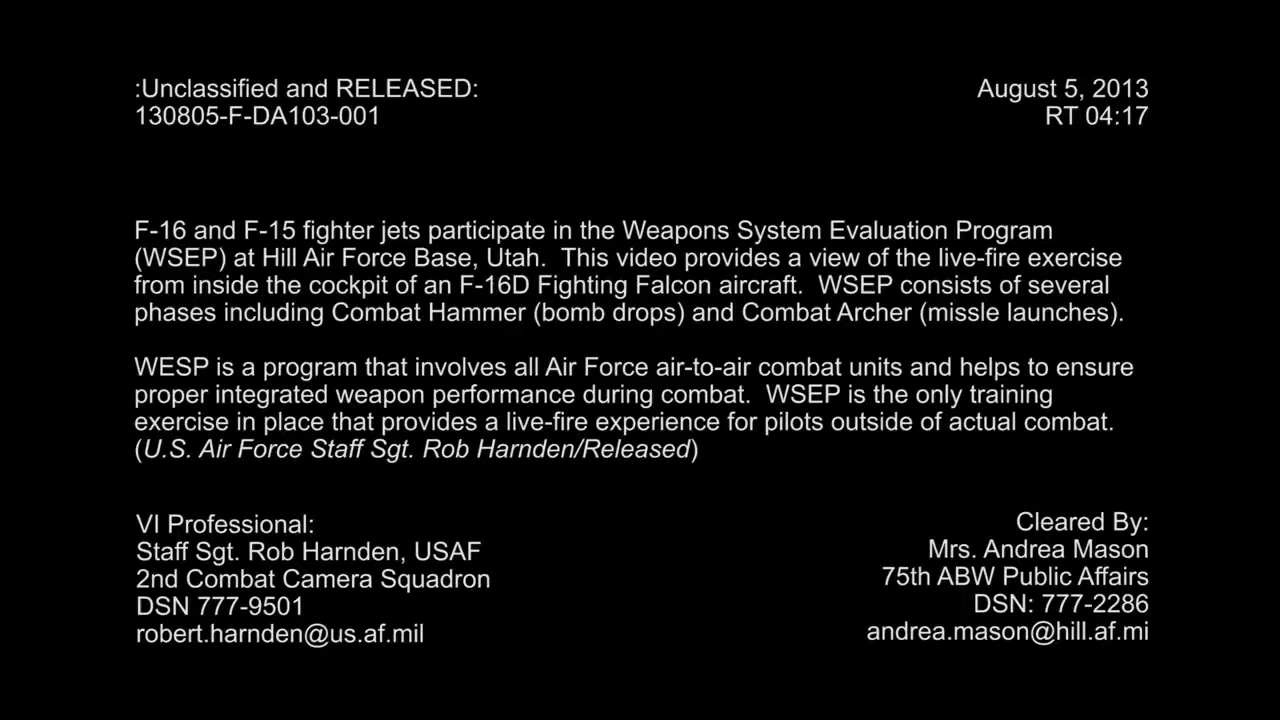 :Unclassified and RELEASED:
130805-F-DA103-001
August 5, 2013
RT 04:17
F-16 and F-15 fighter jets participate in the Weapons System Evaluation Program
(WSEP) at Hill Air Force Base, Utah.  This video provides a view of the live-fire exercise
from inside the cockpit of an F-16D Fighting Falcon aircraft.  WSEP consists of several
phases including Combat Hammer (bomb drops) and Combat Archer (missle launches).
WESP is a program that involves all Air Force air-to-air combat units and helps to ensure
proper integrated weapon performance during combat.  WSEP is the only training
exercise in place that provides a live-fire experience for pilots outside of actual combat.
(U.S. Air Force Staff Sgt. Rob Harnden/Released)
VI Professional:
Staff Sgt. Rob Harnden, USAF
2nd Combat Camera Squadron
DSN 777-9501
robert.harnden@us.af.mil
Cleared By:
Mrs. Andrea Mason
75th ABW Public Affairs
DSN: 777-2286
andrea.mason@hill.af.mi